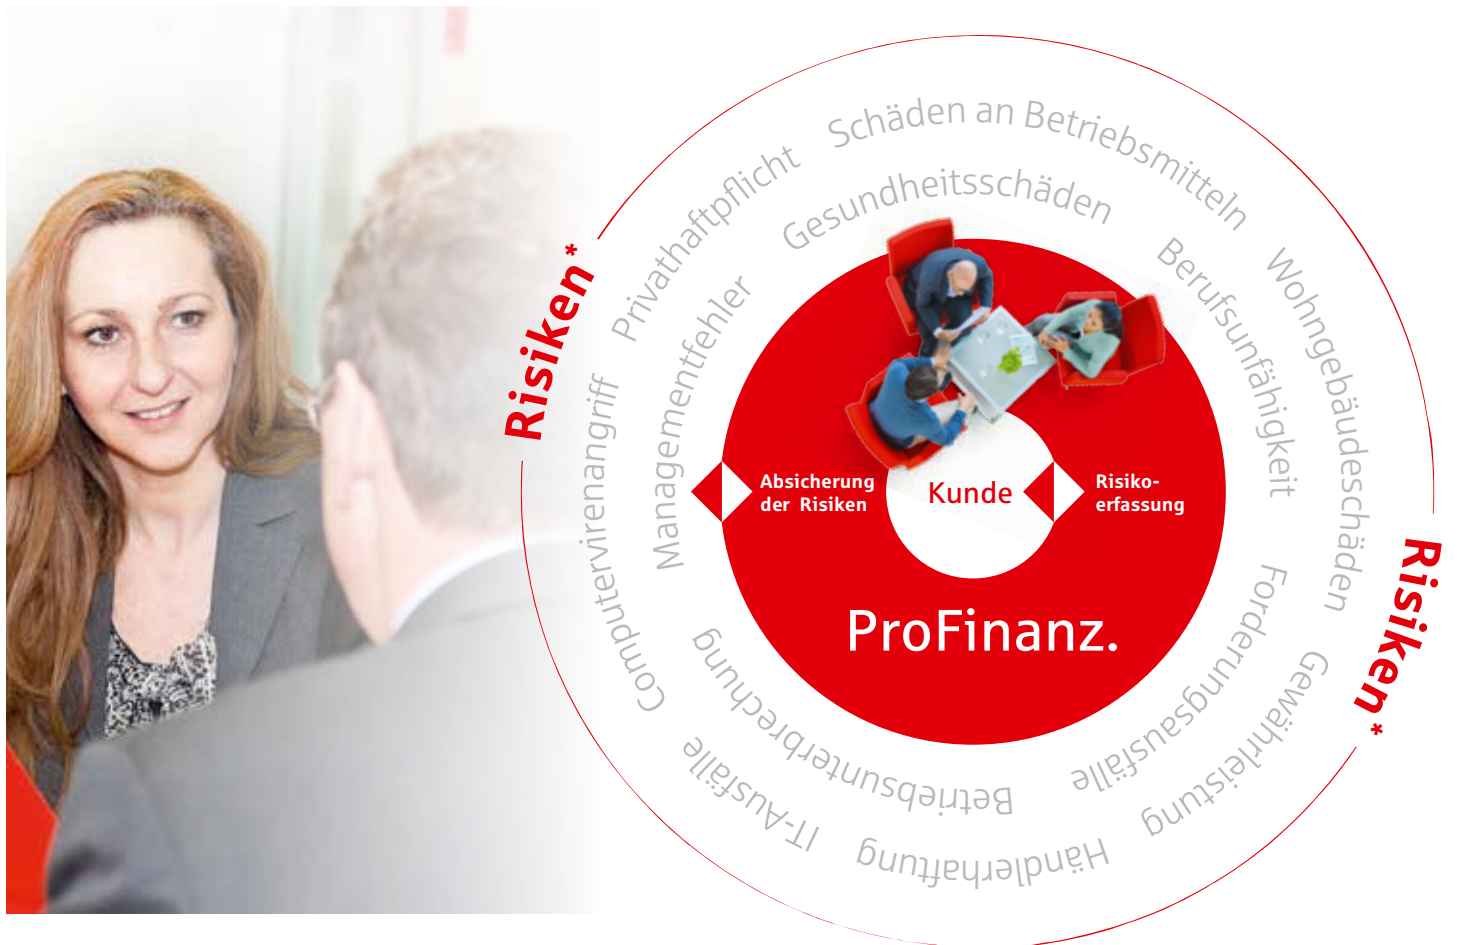 Risiken*
Schäden an Betriebsmitteln
Wohngebäudeschäden
Gewährleistung
Händlerhaftung
IT-Ausfälle
Computervirenangriff
Privathaftpflicht
Gesundheitsschäden
Berufsunfähigkeit
Forderungsausfälle
Betriebsunterbrechung
Managementfehler
Absicherung
der Risiken
Kunde
Risiko-
erfassung
ProFinanz.
Risiken*